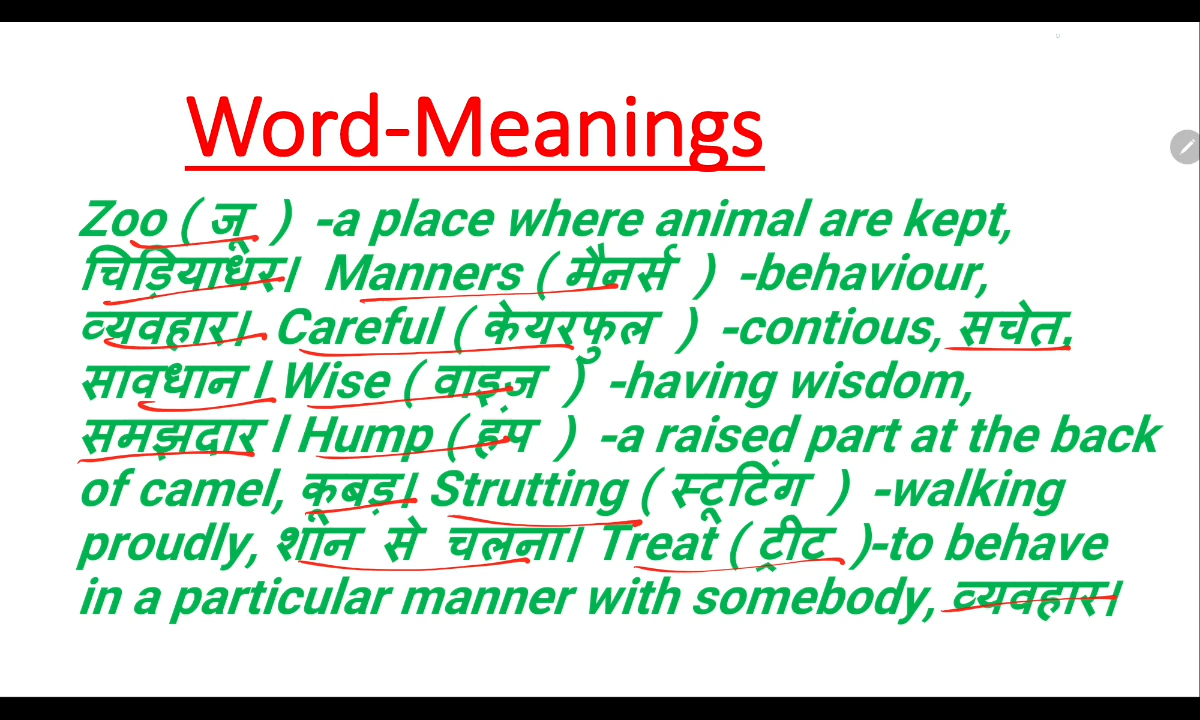 Word-Meanings
Zoo ( जू ) -a place where animal are kept,
चिडियाधर। Manners ( मैनर्स ) -behaviour,
व्यवहार। Careful ( केयरफुल ) -contious, सचेत,
सावधान । Wise ( वाइज ) -having wisdom,
समझदार । Hump ( हंप ) -a raised part at the back
of camel, कूबड़। Strutting ( स्टूटिंग ) -walking
proudly, शान से चलना। Treat ( ट्रीट )-to behave
in a particular manner with somebody, व्यवहार।